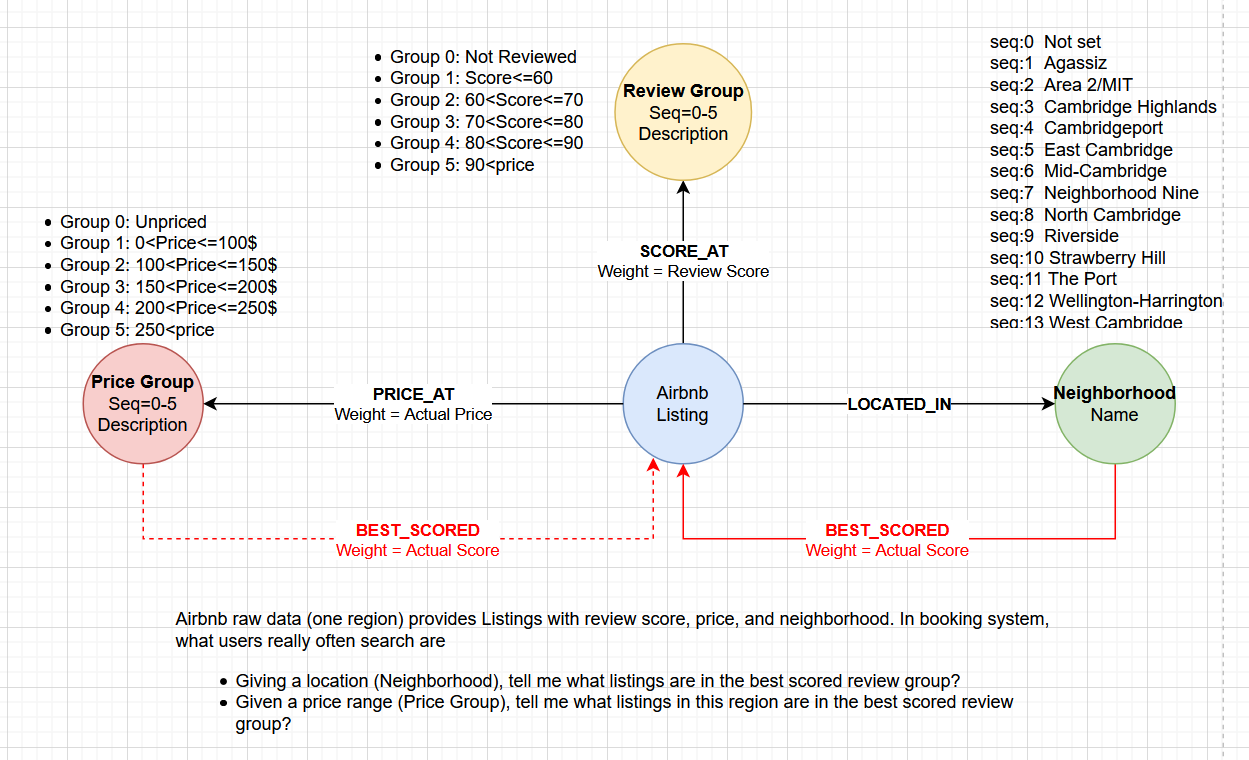 Group 0: Not Reviewed
Group 1: Score<=60
Group 2: 60<Score<=70
Group 3: 70<Score<=80
Group 4: 80<Score<=90
Group 5: 90<price
Review Group
Seq=0-5
Description
seq:0 Not set
seq:1 Agassiz
seq:2 Area 2/MIT
seq:3 Cambridge Highlands
seq:4 Cambridgeport
seq:5 East Cambridge
seq:6 Mid-Cambridge
seq:7 Neighborhood Nine
seq:8 North Cambridge
seq:9 Riverside
seq:10 Strawberry Hill
seq:11 The Port
seq:12 Wellington-Harrington
seq:13 West Cambridge
Group 0: Unpriced
Group 1: 0<Price<=100$
Group 2: 100<Price<=150$
Group 3: 150<Price<=200$
Group 4: 200<Price<=250$
Group 5: 250<price
SCORE_AT
Weight = Review Score
Price Group
Seq=0-5
Description
PRICE_AT
Weight = Actual Price
Airbnb
Listing
LOCATED_IN
Neighborhood
Name
BEST_SCORED
Weight = Actual Score
BEST_SCORED
Weight = Actual Score
Airbnb raw data (one region) provides Listings with review score, price, and neighborhood. In booking system,
what users really often search are
Giving a location (Neighborhood), tell me what listings are in the best scored review group?
Given a price range (Price Group), tell me what listings in this region are in the best scored review
group?